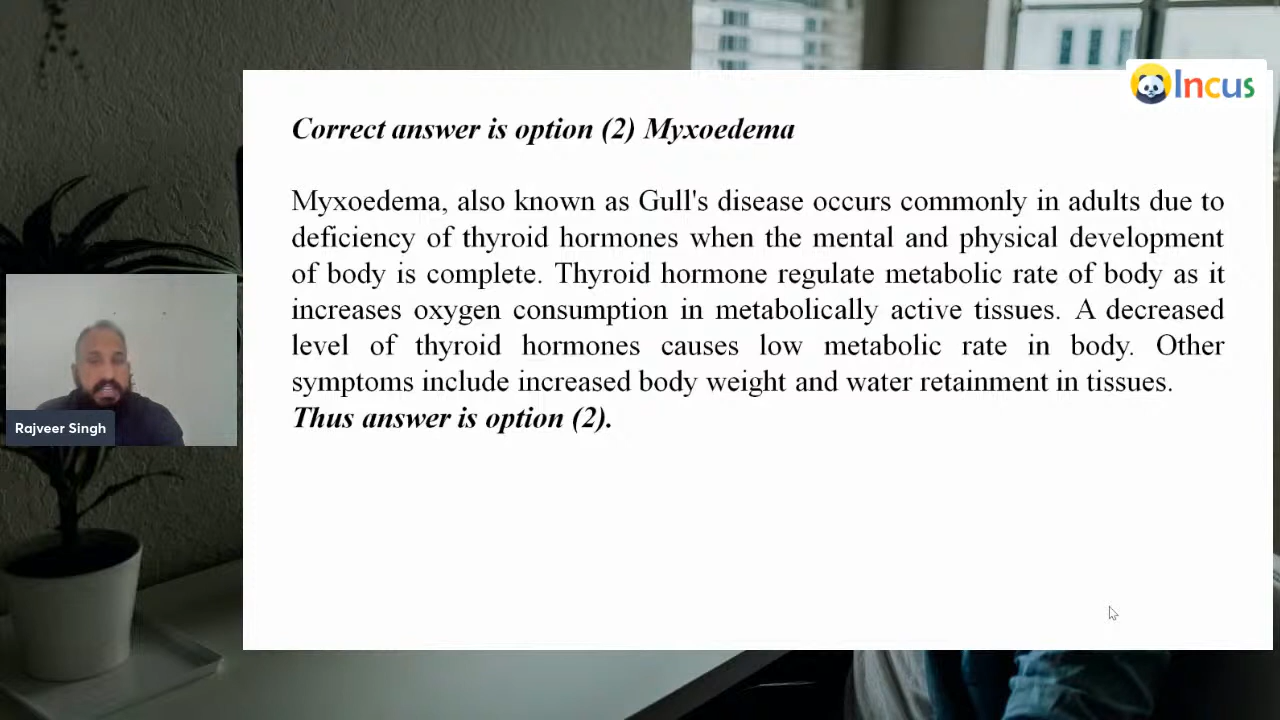 Incus
Correct answer is option (2) Myxoedema
Myxoedema, also known as Gull's disease occurs commonly in adults due to
deficiency of thyroid hormones when the mental and physical development
of body is complete. Thyroid hormone regulate metabolic rate of body as it
increases oxygen consumption in metabolically active tissues. A decreased
level of thyroid hormones causes low metabolic rate in body. Other
symptoms include increased body weight and water retainment in tissues.
Thus answer is option (2).
Rajveer Singh